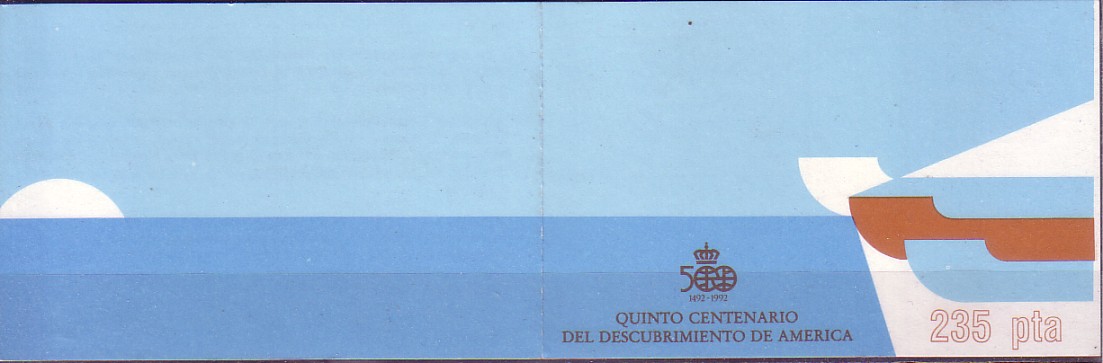 500
1492-1992
QUINTO CENTENARIO
DEL DESCUBRIMIENTO DE AMERICA
235 pta